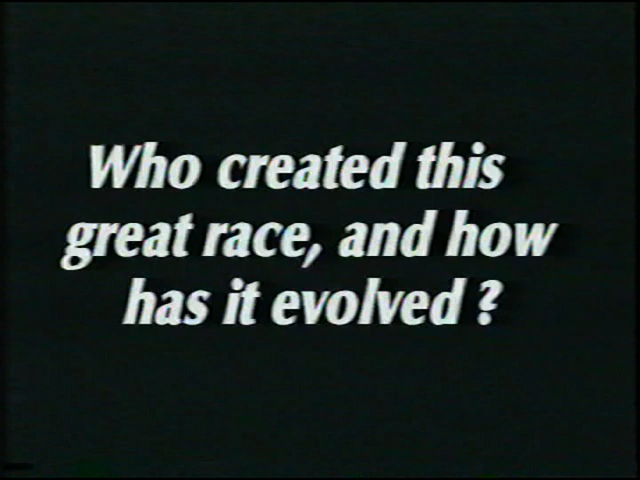 Who created this
great race, and how
has it evolved ?